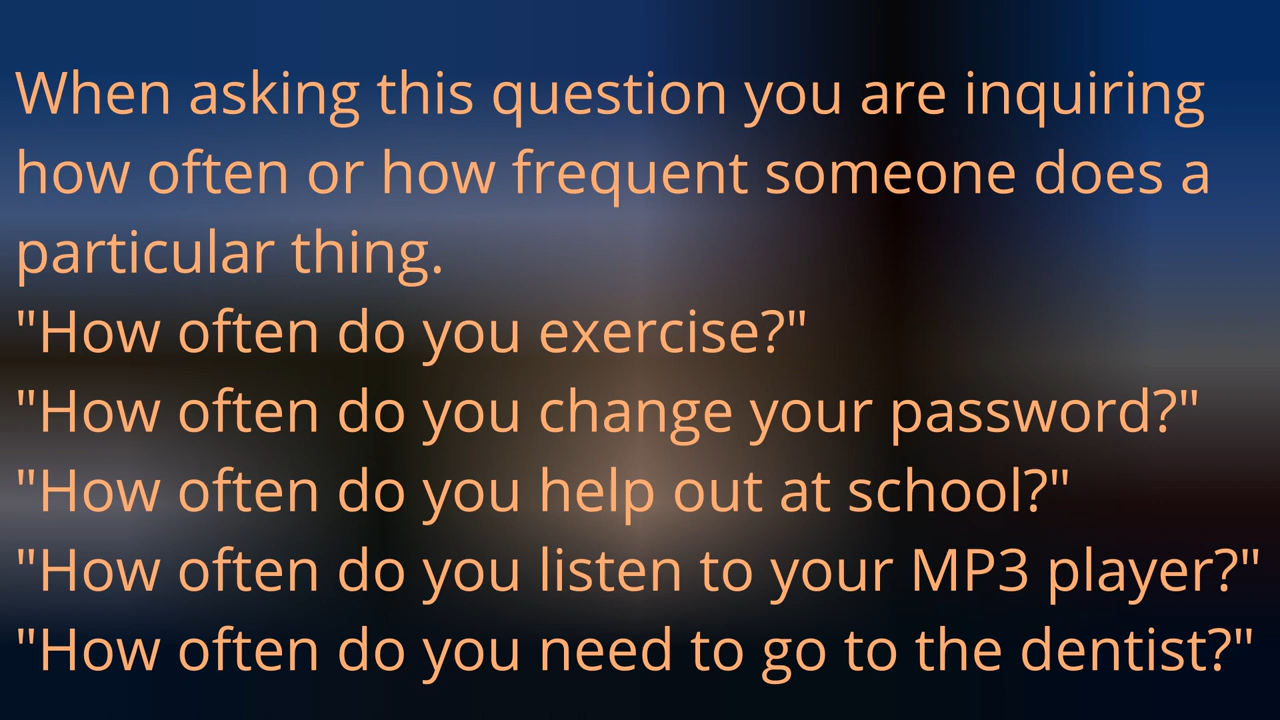 When asking this question you are inquiring
how often or how frequent someone does a
particular thing.
"How often do you exercise?"
"How often do you change your password?"
"How often do you help out at school?"
"How often do you listen to your MP3 player?"
"How often do you need to go to the dentist?"